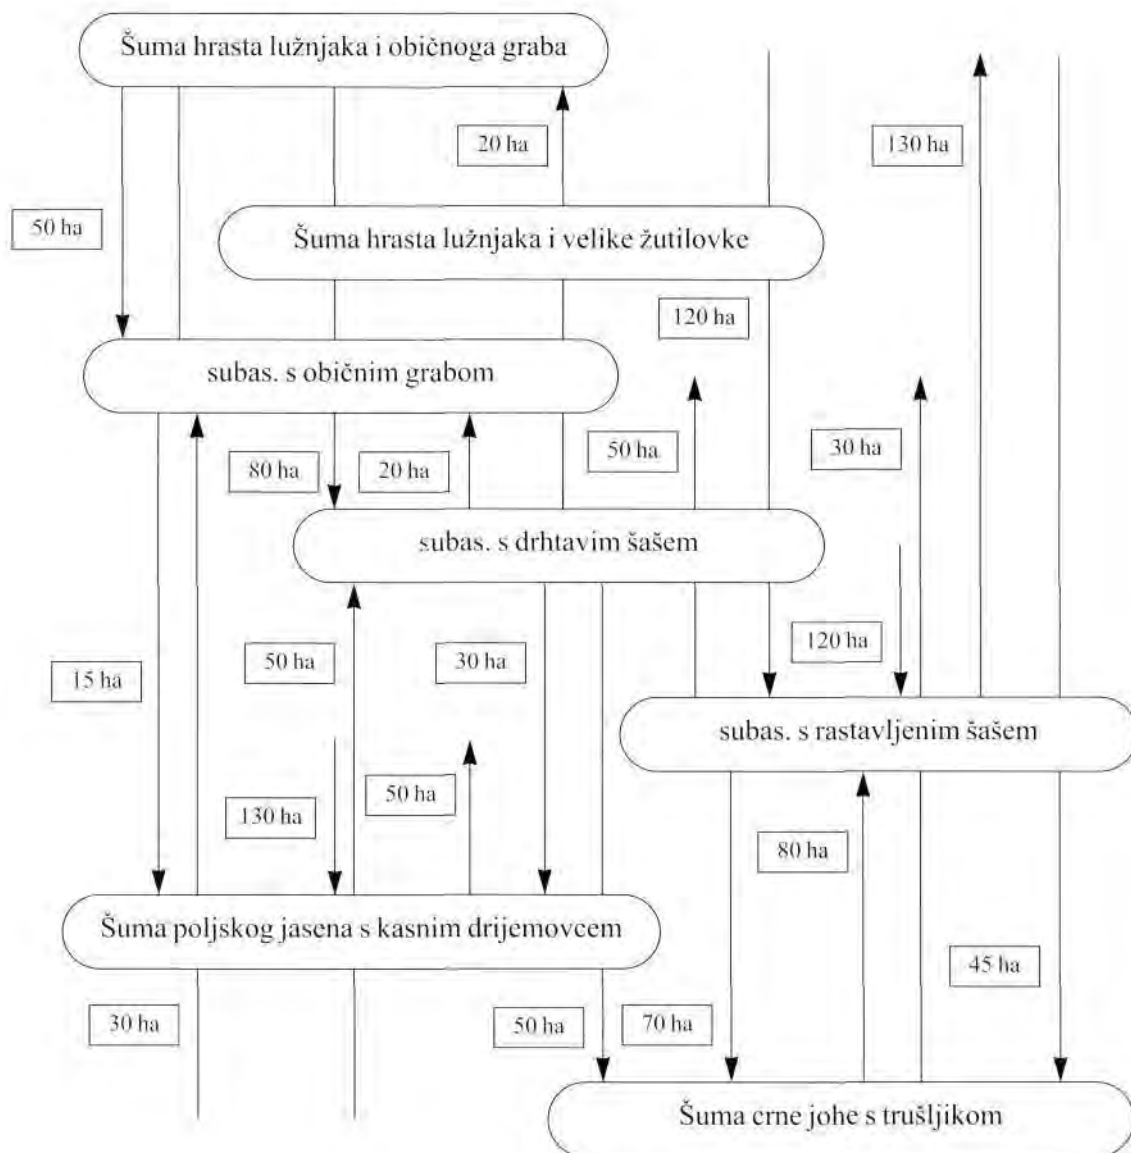 Šuma hrasta lužnjaka i običnoga graba
20 ha
130 ha
50 ha
Šuma hrasta lužnjaka i velike žutilovke
120 ha
subas. s običnim grabom
80 ha
20 ha
50 ha
30 ha
subas. s drhtavim šašem
15 ha
50 ha
30 ha
120 ha
subas. s rastavljenim šašem
130 ha
50 ha
80 ha
Šuma poljskog jasena s kasnim drijemovcem
45 ha
30 ha
50 ha
70 ha
Šuma crne johe s trušljikom